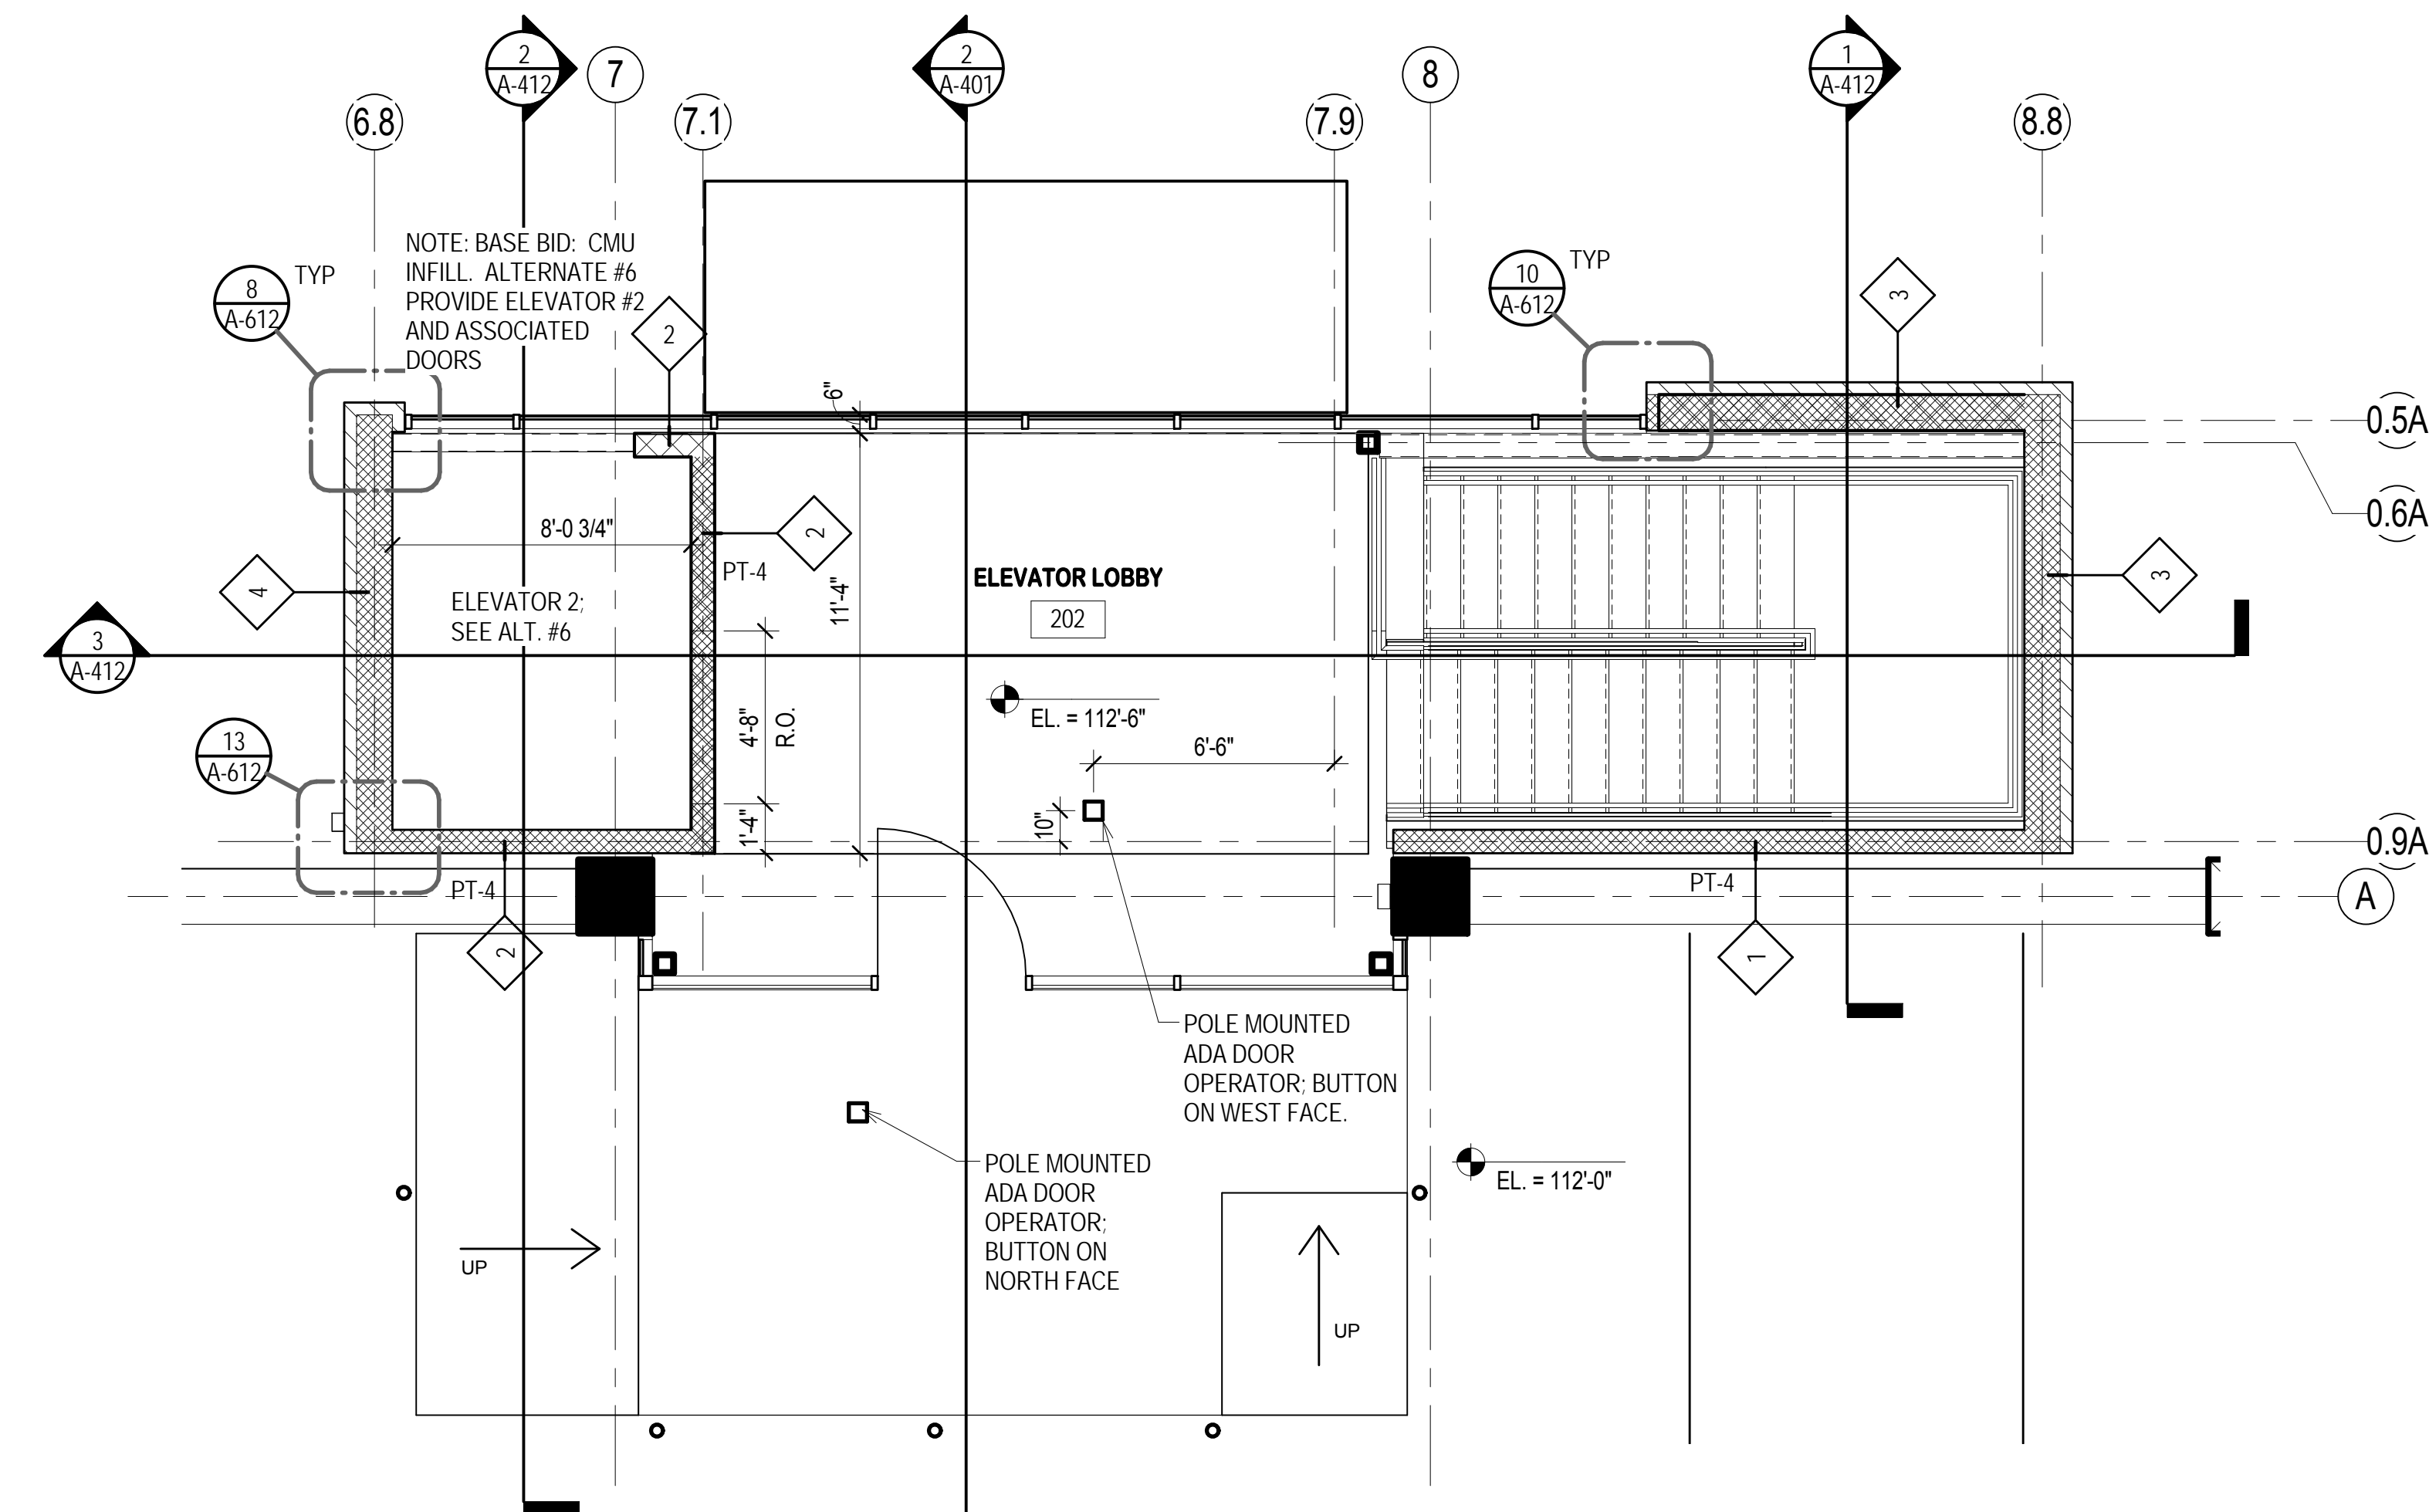 2
A-412
7
2
A-401
8
1
A-412
6.8
7.1
7.9
8.8
NOTE: BASE BID: CMU
INFILL. ALTERNATE #6
PROVIDE ELEVATOR #2
AND ASSOCIATED
DOORS
8
A-612
TYP
10
A-612
TYP
3
2
6"
0.5A
0.6A
8'-0 3/4"
2
PT-4
4
ELEVATOR 2;
SEE ALT. #6
11'-4"
ELEVATOR LOBBY
202
3
3
A-412
4'-8"
R.O.
EL. = 112'-6"
6'-6"
13
A-612
1'-4"
10"
0.9A
PT-4
PT-4
A
2
1
POLE MOUNTED
ADA DOOR
OPERATOR; BUTTON
ON WEST FACE.
POLE MOUNTED
ADA DOOR
OPERATOR;
BUTTON ON
NORTH FACE
EL. = 112'-0"
UP
UP